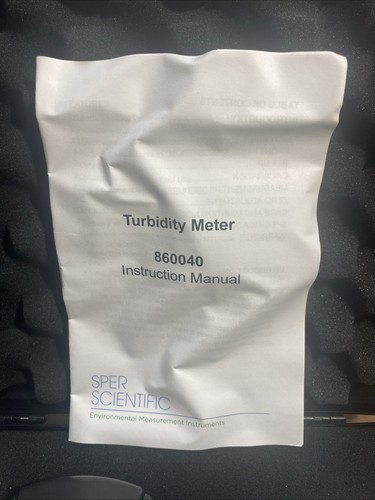 Turbidity Meter
860040
Instruction Manual
SPER
SCIENTIFIC
Environmental Measurement Instruments